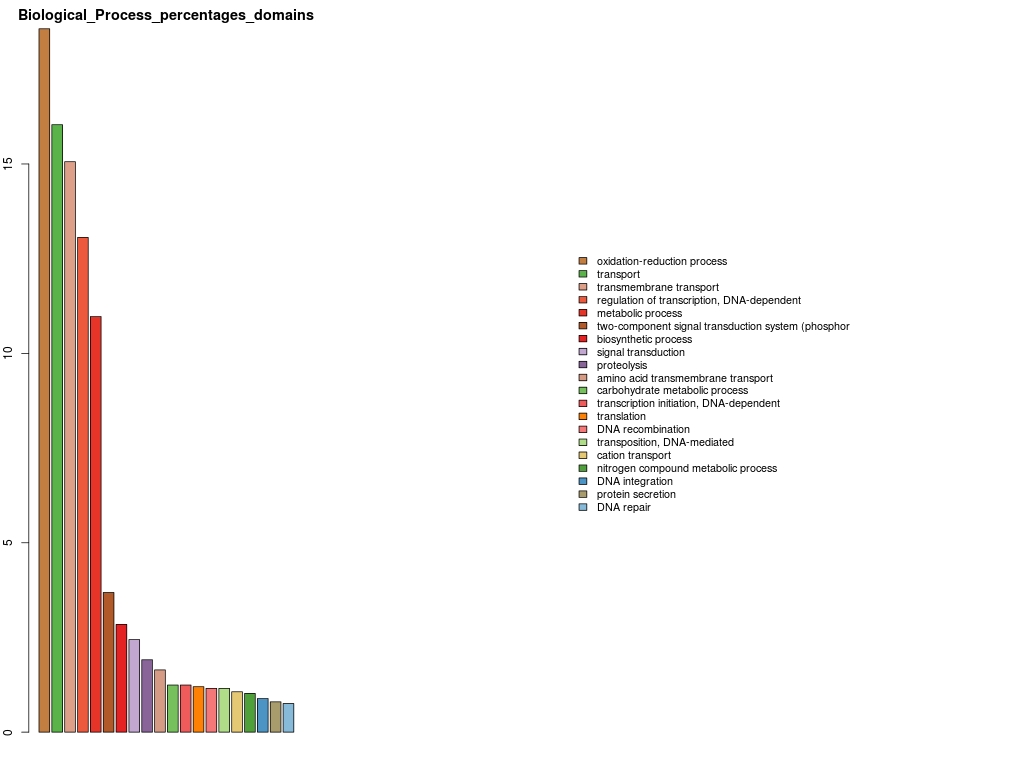 Biological_Process_percentages_domains
15
10
5
0
oxidation-reduction process
transport
transmembrane transport
regulation of transcription, DNA-dependent
metabolic process
two-component signal transduction system (phosphor
biosynthetic process
signal transduction
proteolysis
amino acid transmembrane transport
carbohydrate metabolic process
transcription initiation, DNA-dependent
translation
DNA recombination
transposition, DNA-mediated
cation transport
nitrogen compound metabolic process
DNA integration
protein secretion
DNA repair